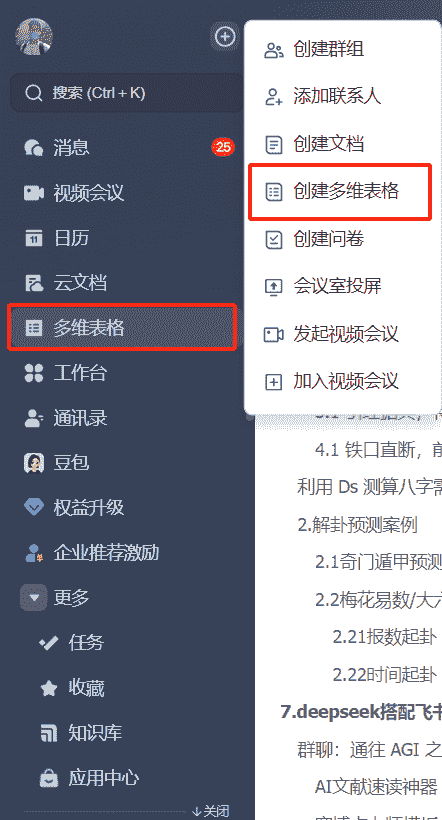 搜索 (Ctrl + K)
消息
25
视频会议
11
日历
云文档
多维表格
工作台
通讯录
豆包
权益升级
企业推荐激励
更多
任务
收藏
知识库
应用中心
↓关闭
创建群组
添加联系人
创建文档
创建多维表格
创建问卷
会议室投屏
发起视频会议
加入视频会议
4.1 铁口直断，
利用 Ds 测算八字
2.解卦预测案例
2.1奇门遁甲预测
2.2梅花易数/大六
2.21报数起卦
2.22时间起卦
7.deepseek搭配飞书
群聊：通往 AGI 之
AI文献速读神器